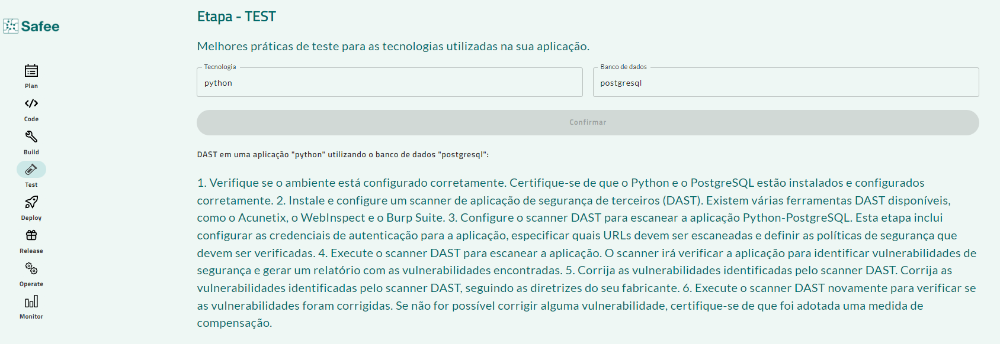 Safee
Plan
Code
Build
Test
Deploy
Release
Operate
Monitor
Etapa - TEST
Melhores práticas de teste para as tecnologias utilizadas na sua aplicação.
Tecnologia
python
Banco de dados
postgresql
Confirmar
DAST em uma aplicação "python" utilizando o banco de dados "postgresql":
1. Verifique se o ambiente está configurado corretamente. Certifique-se de que o Python e o PostgreSQL estão instalados e configurados
corretamente. 2. Instale e configure um scanner de aplicação de segurança de terceiros (DAST). Existem várias ferramentas DAST disponíveis,
como o Acunetix, o WebInspect e o Burp Suite. 3. Configure o scanner DAST para escanear a aplicação Python-PostgreSQL. Esta etapa inclui
configurar as credenciais de autenticação para a aplicação, especificar quais URLs devem ser escaneadas e definir as políticas de segurança que
devem ser verificadas. 4. Execute o scanner DAST para escanear a aplicação. O scanner irá verificar a aplicação para identificar vulnerabilidades de
segurança e gerar um relatório com as vulnerabilidades encontradas. 5. Corrija as vulnerabilidades identificadas pelo scanner DAST. Corrija as
vulnerabilidades identificadas pelo scanner DAST, seguindo as diretrizes do seu fabricante. 6. Execute o scanner DAST novamente para verificar se
as vulnerabilidades foram corrigidas. Se não for possível corrigir alguma vulnerabilidade, certifique-se de que foi adotada uma medida de
compensação.